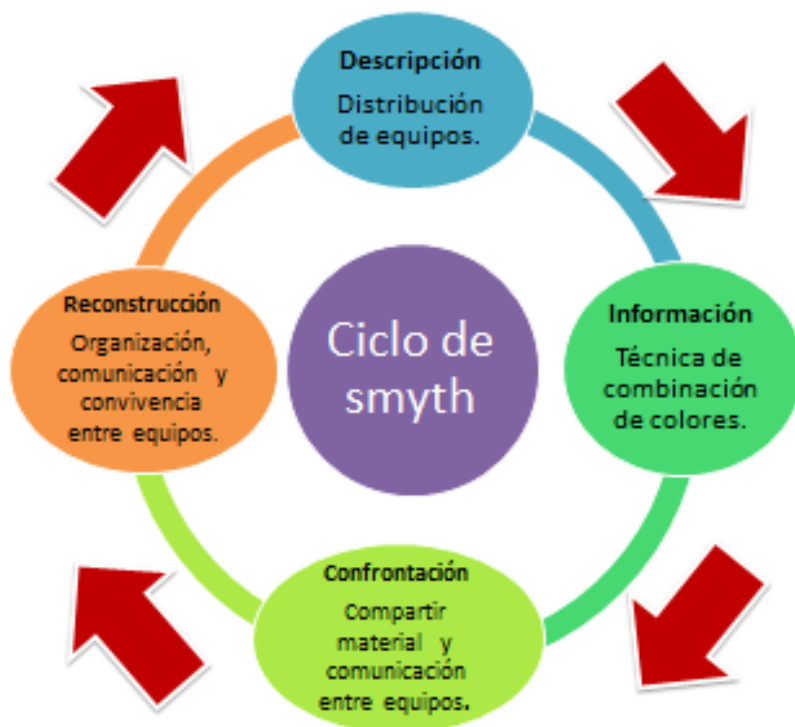 Descripción
Distribución
de equipos.
Información
Técnica de
combinación
de colores.
Confrontación
Compartir
material y
comunicación
entre equipos.
Reconstrucción
Organización,
comunicación y
convivencia
entre equipos.
Ciclo de
smyth